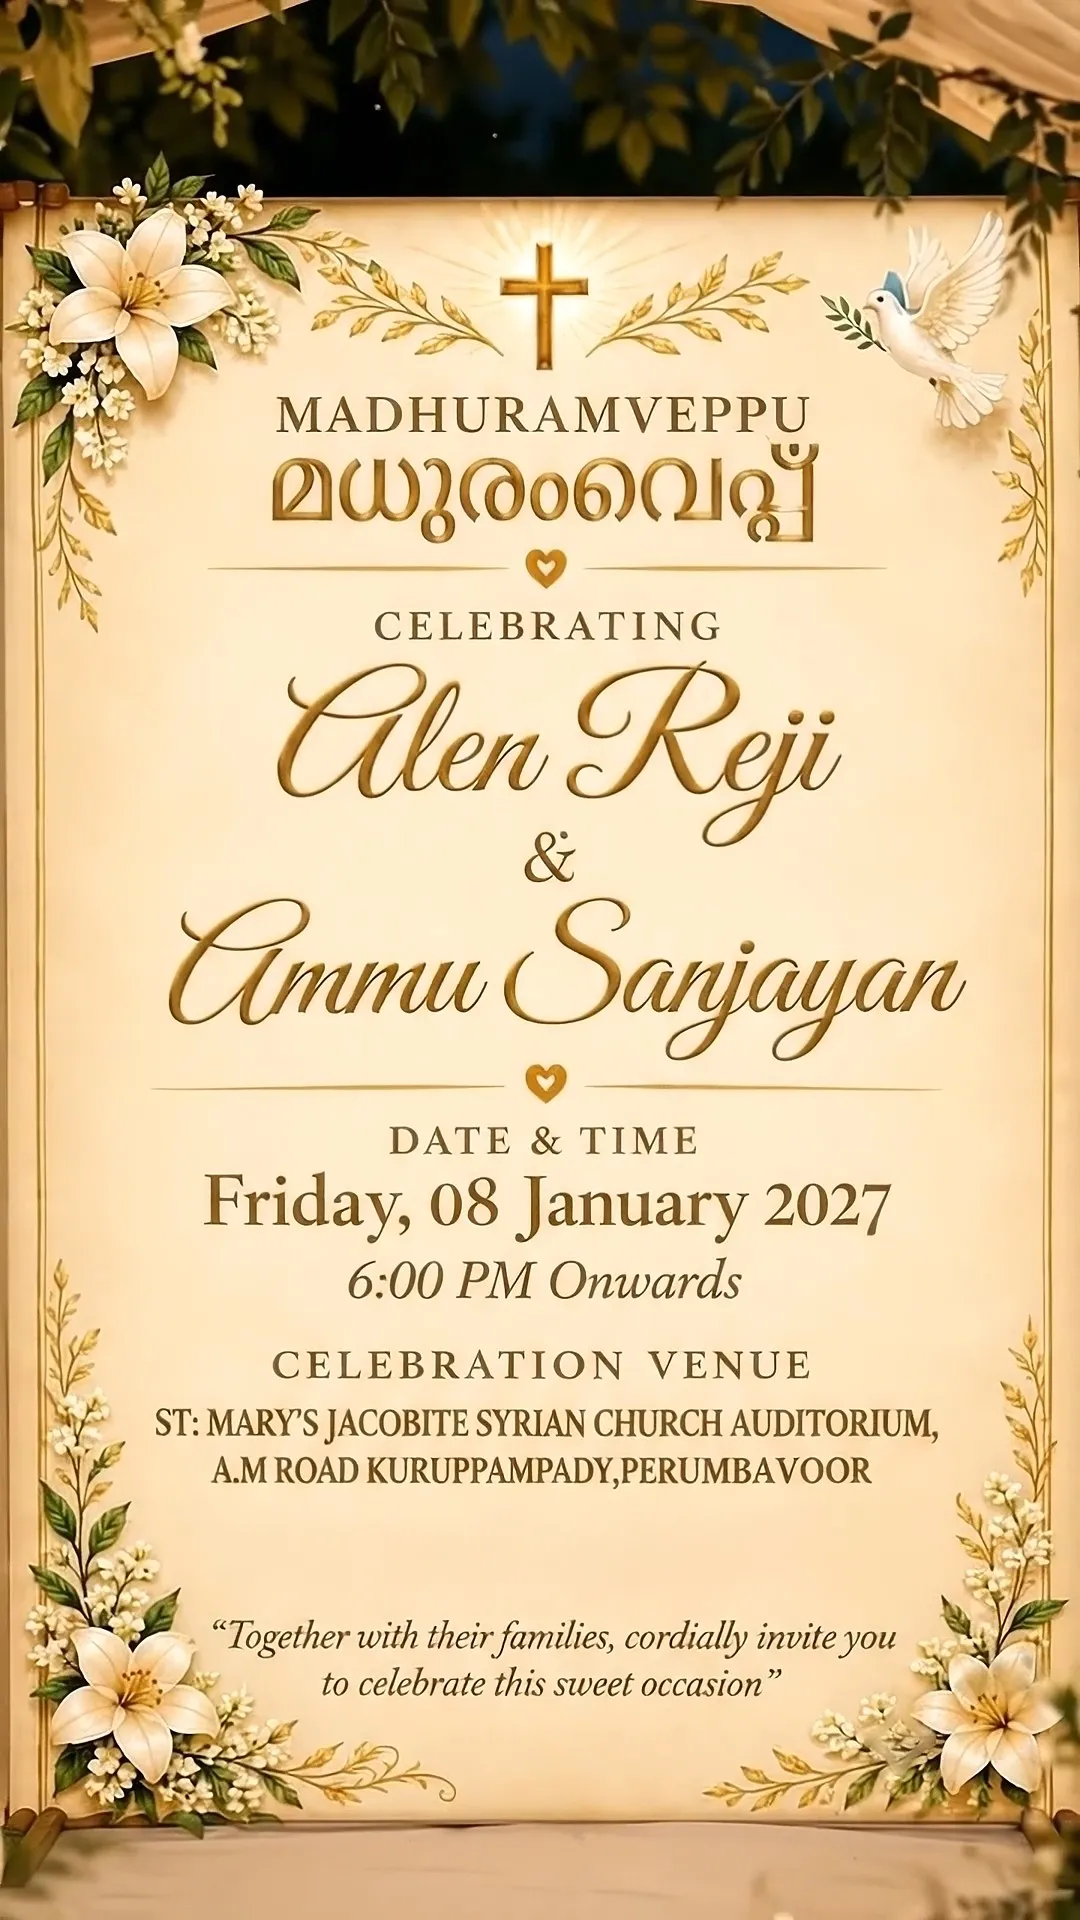 MADHURAMVEPPU
മധുരംവെപ്പ്
CELEBRATING
Alen Reji
&
Ammu Sanjayan
DATE & TIME
Friday, 08 January 2027
6:00 PM Onwards
CELEBRATION VENUE
ST: MARY'S JACOBITE SYRIAN CHURCH AUDITORIUM,
A.M ROAD KURUPPAMPADY,PERUMBAVOOR
“Together with their families, cordially invite you
to celebrate this sweet occasion”